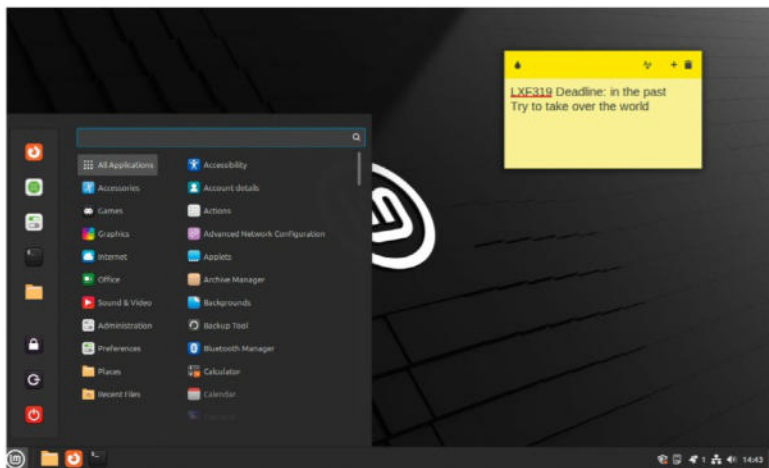 LXF319 Deadline: in the past
Try to take over the world
All Applications
Accessories
Games
Graphics
Internet
Office
Sound & Video
Administration
Preferences
Places
Recent Files
Accessibility
Account details
Actions
Advanced Network Configuration
Applets
Archive Manager
Backgrounds
Backup Tool
Bluetooth Manager
Calculator
Calendar
1
14:43